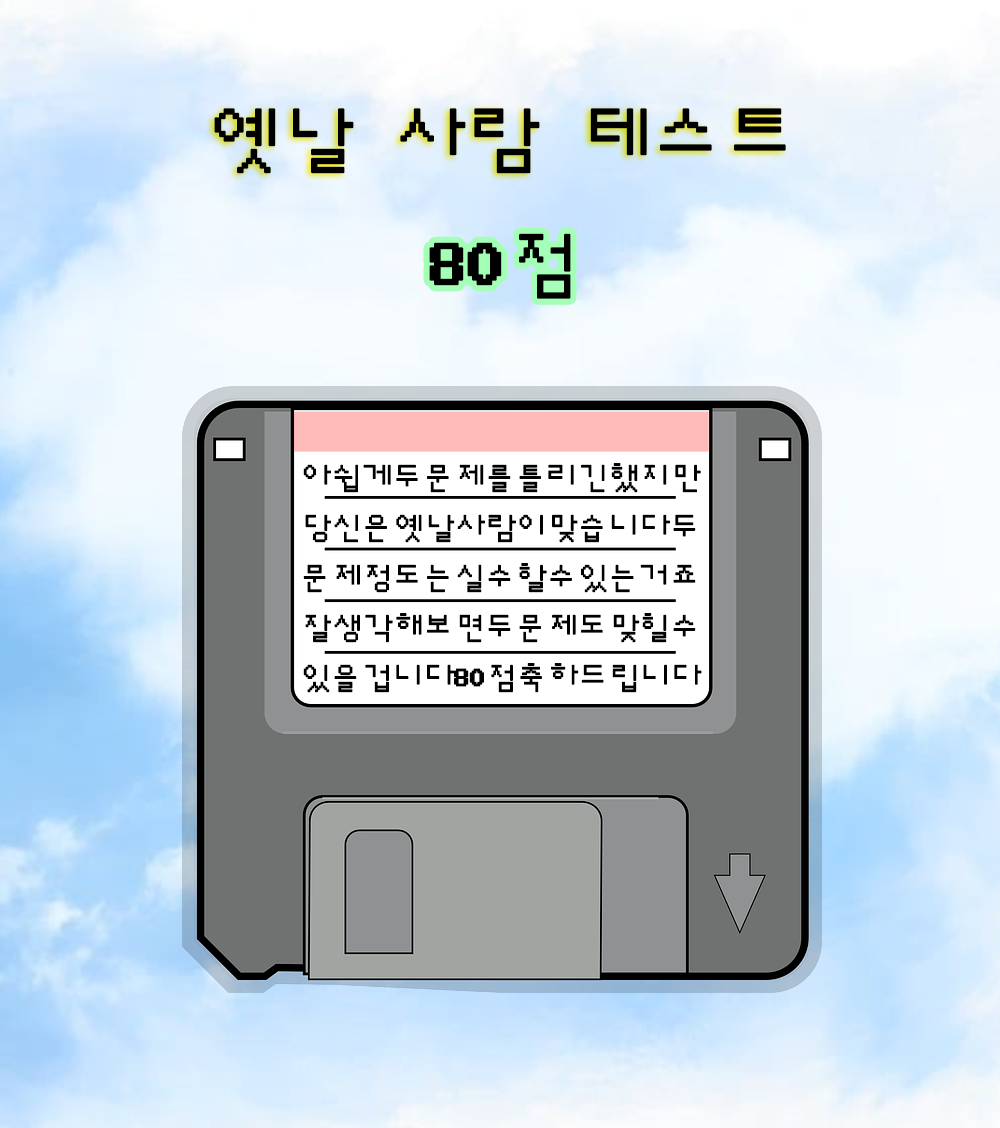 옛날 사람 테스트
80점
아쉽게두문제를틀리긴했지만
당신은옛날사람이맞습니다두
문제정도는실수할수있는거죠
잘생각해보면두문제도맞힐수
있을겁니다80점축하드립니다